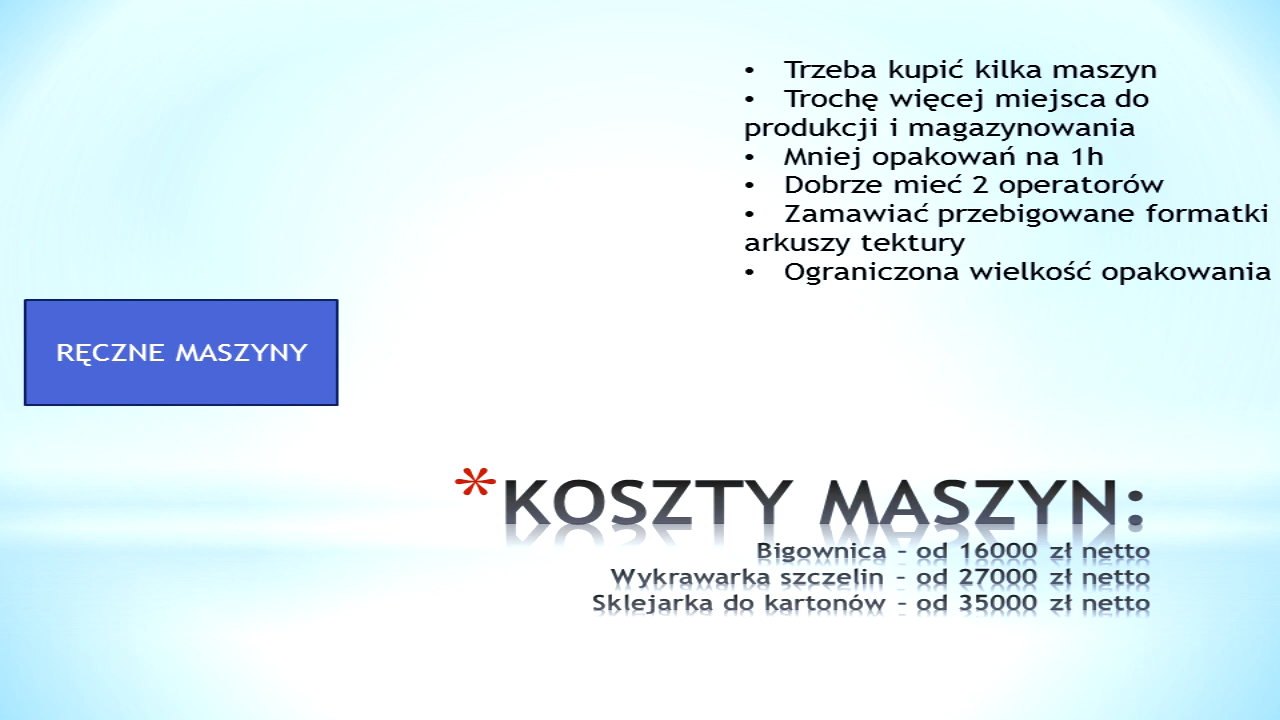 • Trzeba kupić kilka maszyn
• Trochę więcej miejsca do
produkcji i magazynowania
• Mniej opakowań na 1h
• Dobrze mieć 2 operatorów
• Zamawiać przebigowane formatki
arkuszy tektury
• Ograniczona wielkość opakowania
RĘCZNE MASZYNY
*KOSZTY MASZYN:
Bigownica – od 16000 zł netto
Wykrawarka szczelin – od 27000 zł netto
Sklejarka do kartonów – od 35000 zł netto